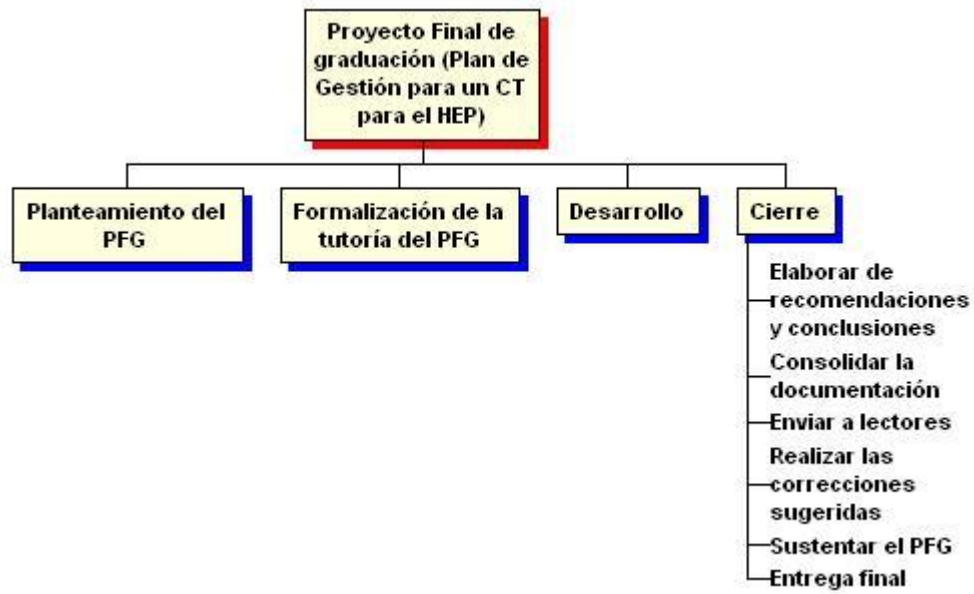 Proyecto Final de
graduación (Plan de
Gestión para un CT
para el HEP)
Planteamiento del
PFG
Formalización de la
tutoría del PFG
Desarrollo
Cierre
Elaborar de
recomendaciones
y conclusiones
Consolidar la
documentación
Enviar a lectores
Realizar las
correcciones
sugeridas
Sustentar el PFG
Entrega final